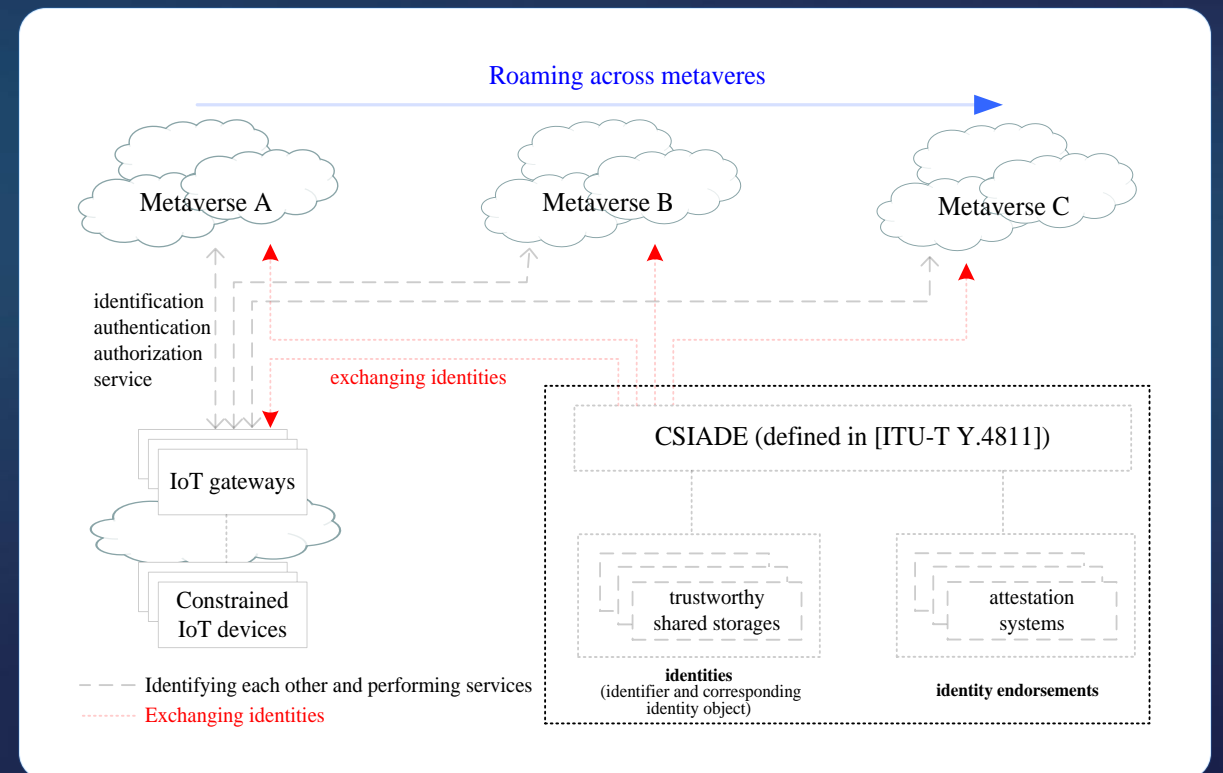 Roaming across metaveres
Metaverse A
Metaverse B
Metaverse C
identification
authentication
authorization
service
exchanging identities
CSIADE (defined in [ITU-T Y.4811])
IoT gateways
Constrained
IoT devices
trustworthy
shared storages
attestation
systems
identities
(identifier and corresponding
identity object)
identity endorsements
Identifying each other and performing services
Exchanging identities